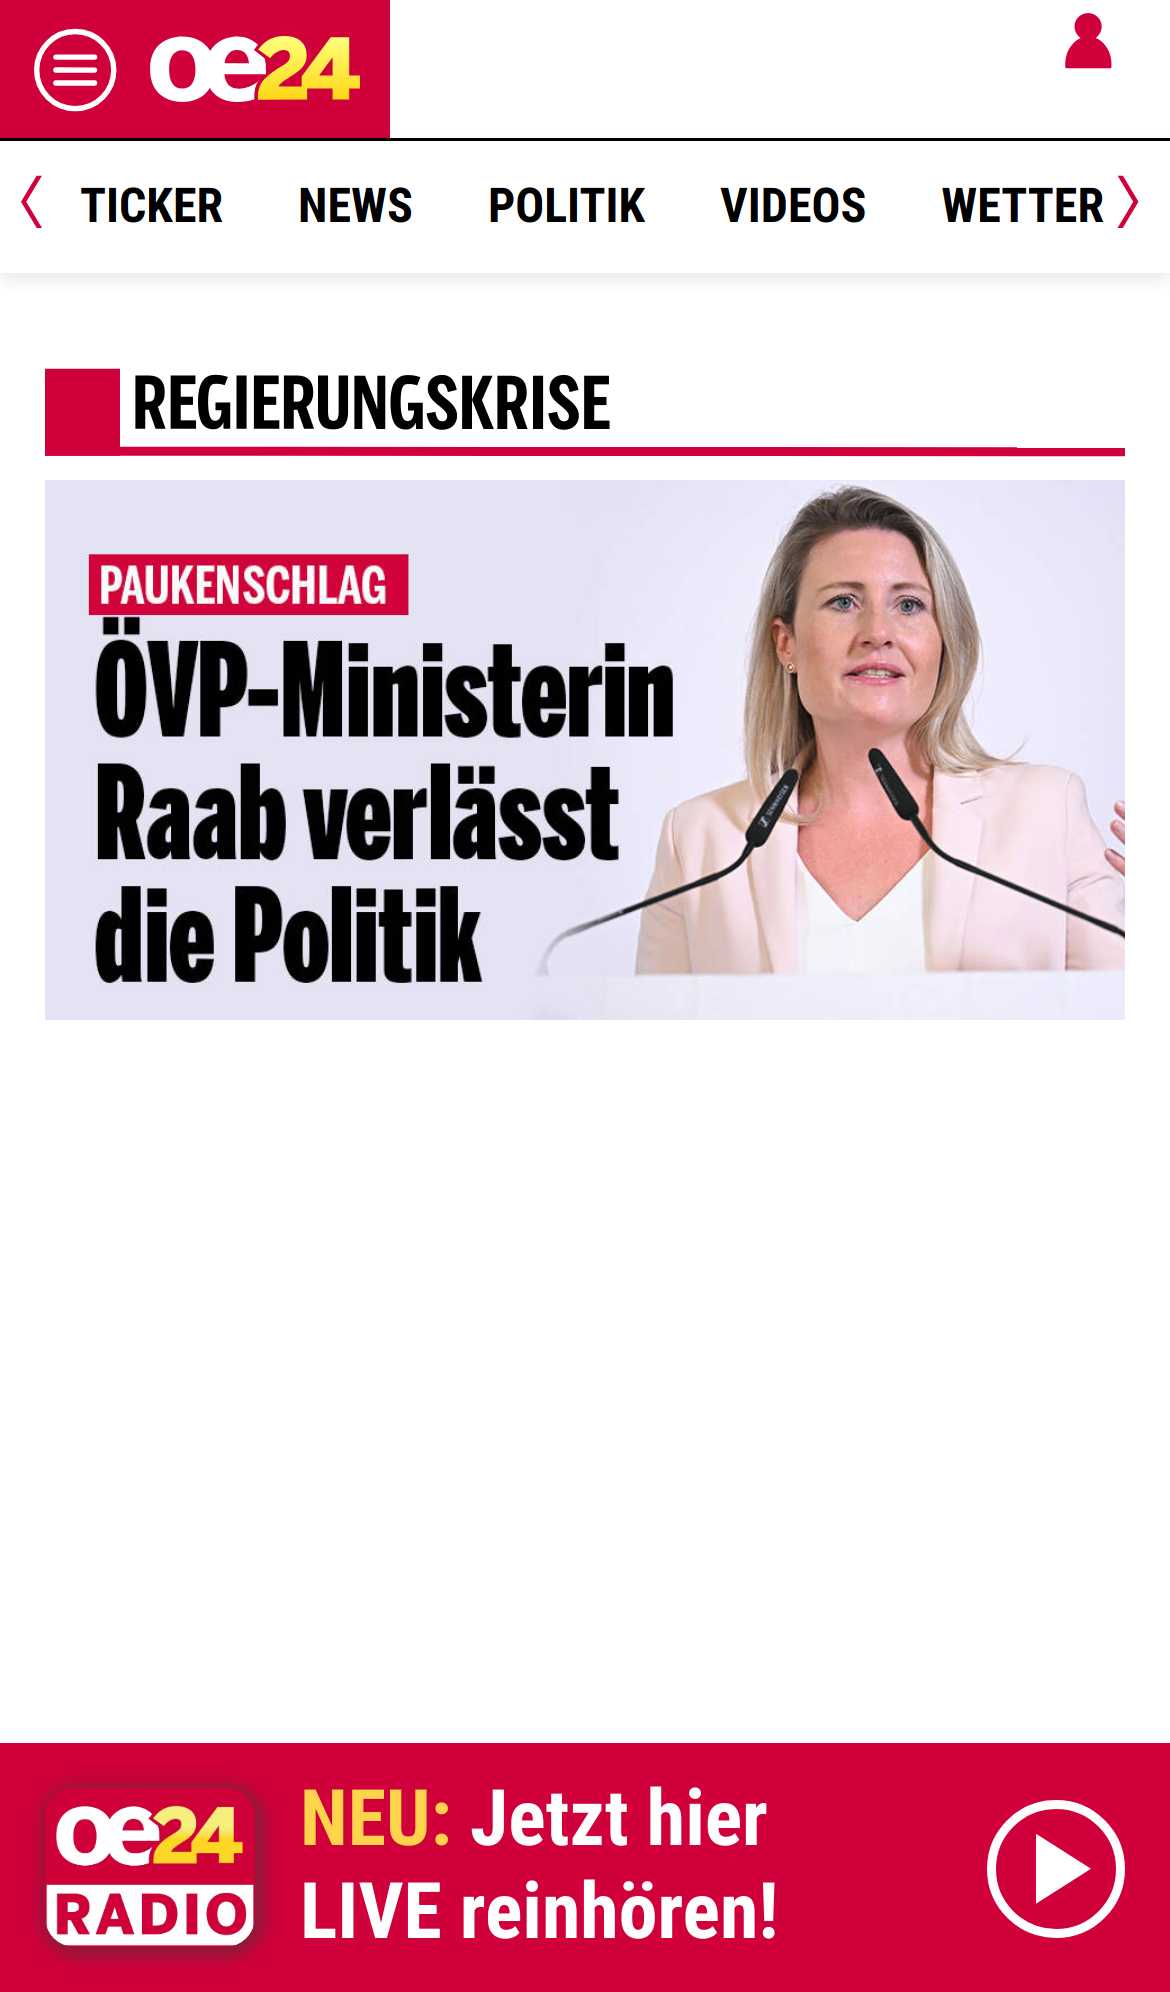 oe24
TICKER NEWS POLITIK VIDEOS WETTER
REGIERUNGSKRISE
PAUKENSCHLAG
ÖVP-Ministerin
Raab verlässt
die Politik
oe24
RADIO
NEU: Jetzt hier
LIVE reinhören!